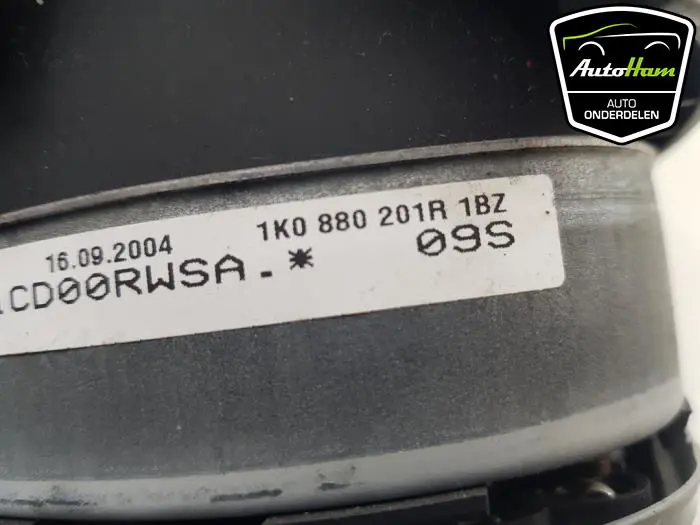 AutoHam
AUTO
ONDERDELEN
16.09.2004 1K0 880 201R 1BZ
CD00RWSA.* 09S